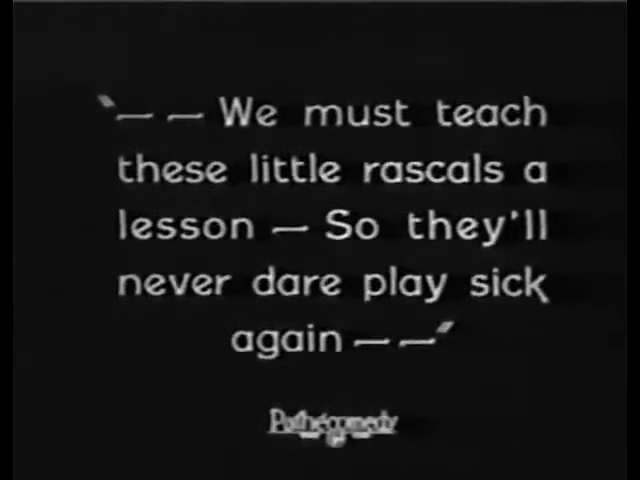 "— — We must teach
these little rascals a
lesson — So they'll
never dare play sick
again — —"
Pathécomedy